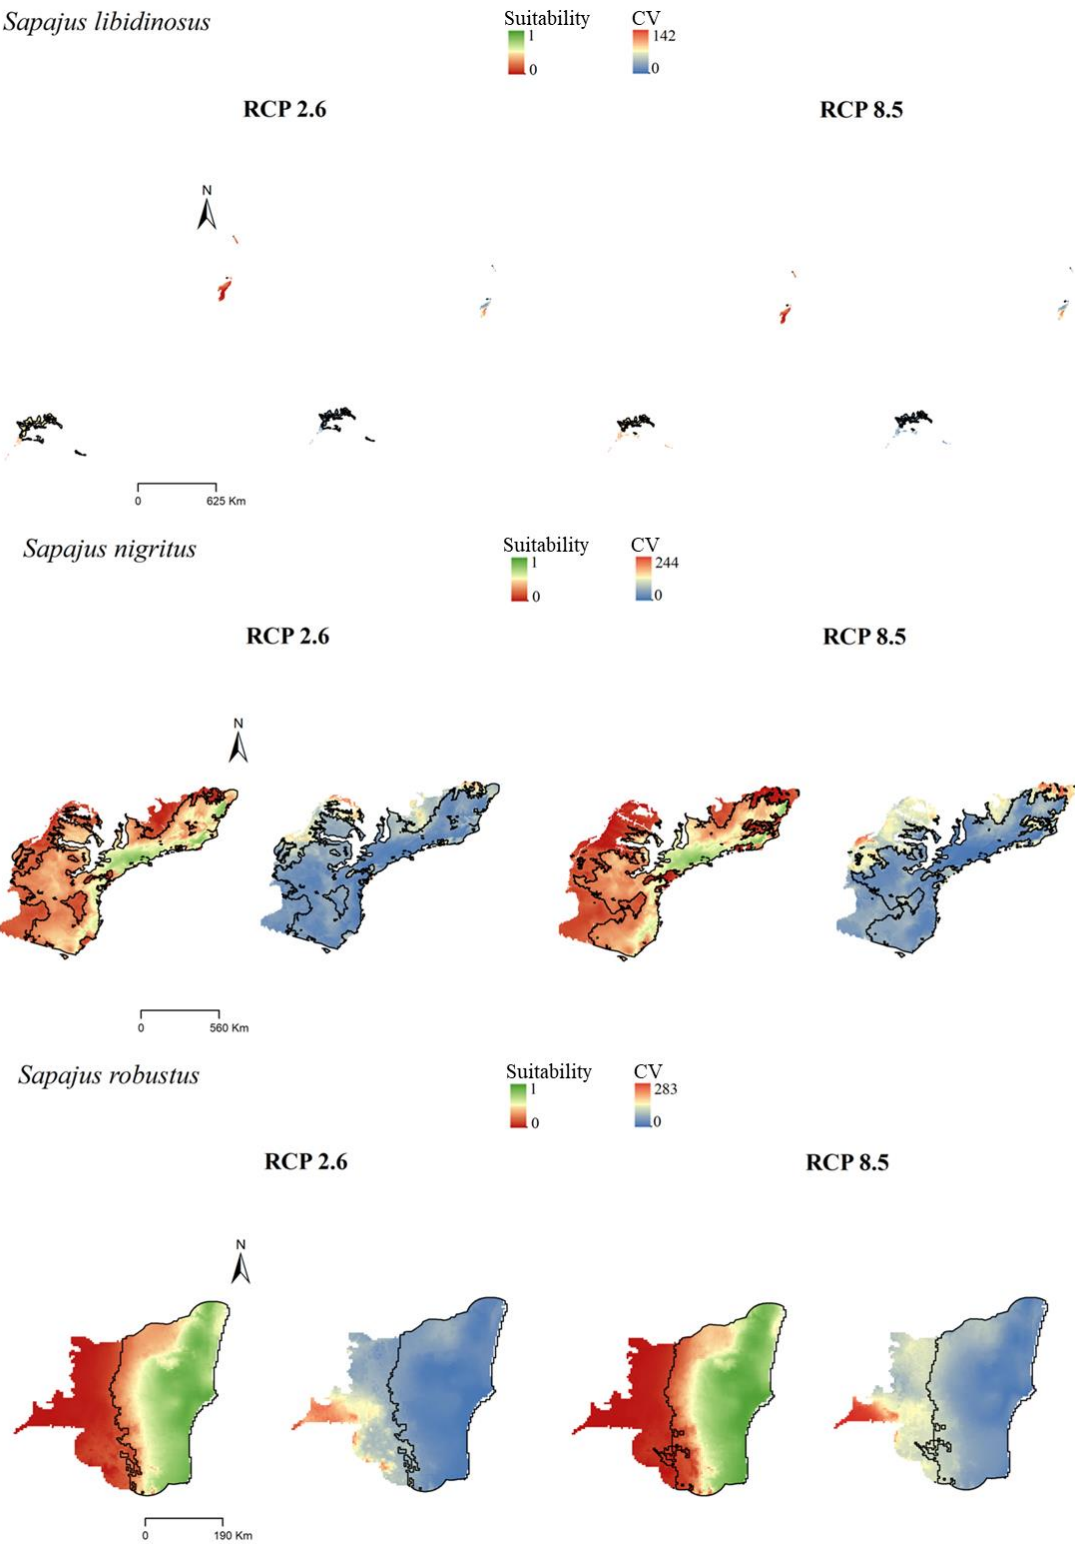 Sapajus libidinosus
Suitability CV
1 142
0 0
RCP 2.6 RCP 8.5
N
0 625 Km
Sapajus nigritus
Suitability CV
1 244
0 0
RCP 2.6 RCP 8.5
N
0 560 Km
Sapajus robustus
Suitability CV
1 283
0 0
RCP 2.6 RCP 8.5
N
0 190 Km